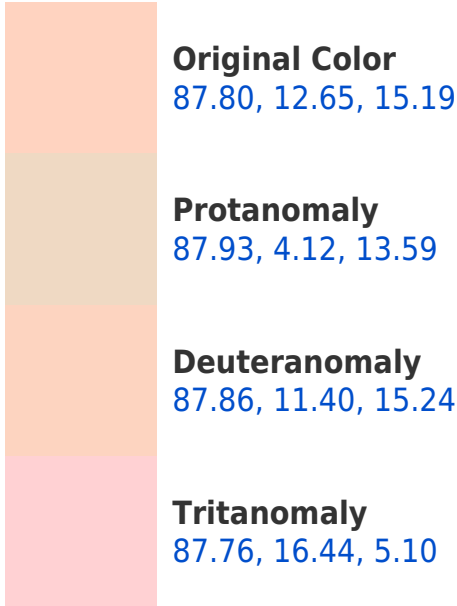 Original Color
87.80, 12.65, 15.19
Protanomaly
87.93, 4.12, 13.59
Deuteranomaly
87.86, 11.40, 15.24
Tritanomaly
87.76, 16.44, 5.10